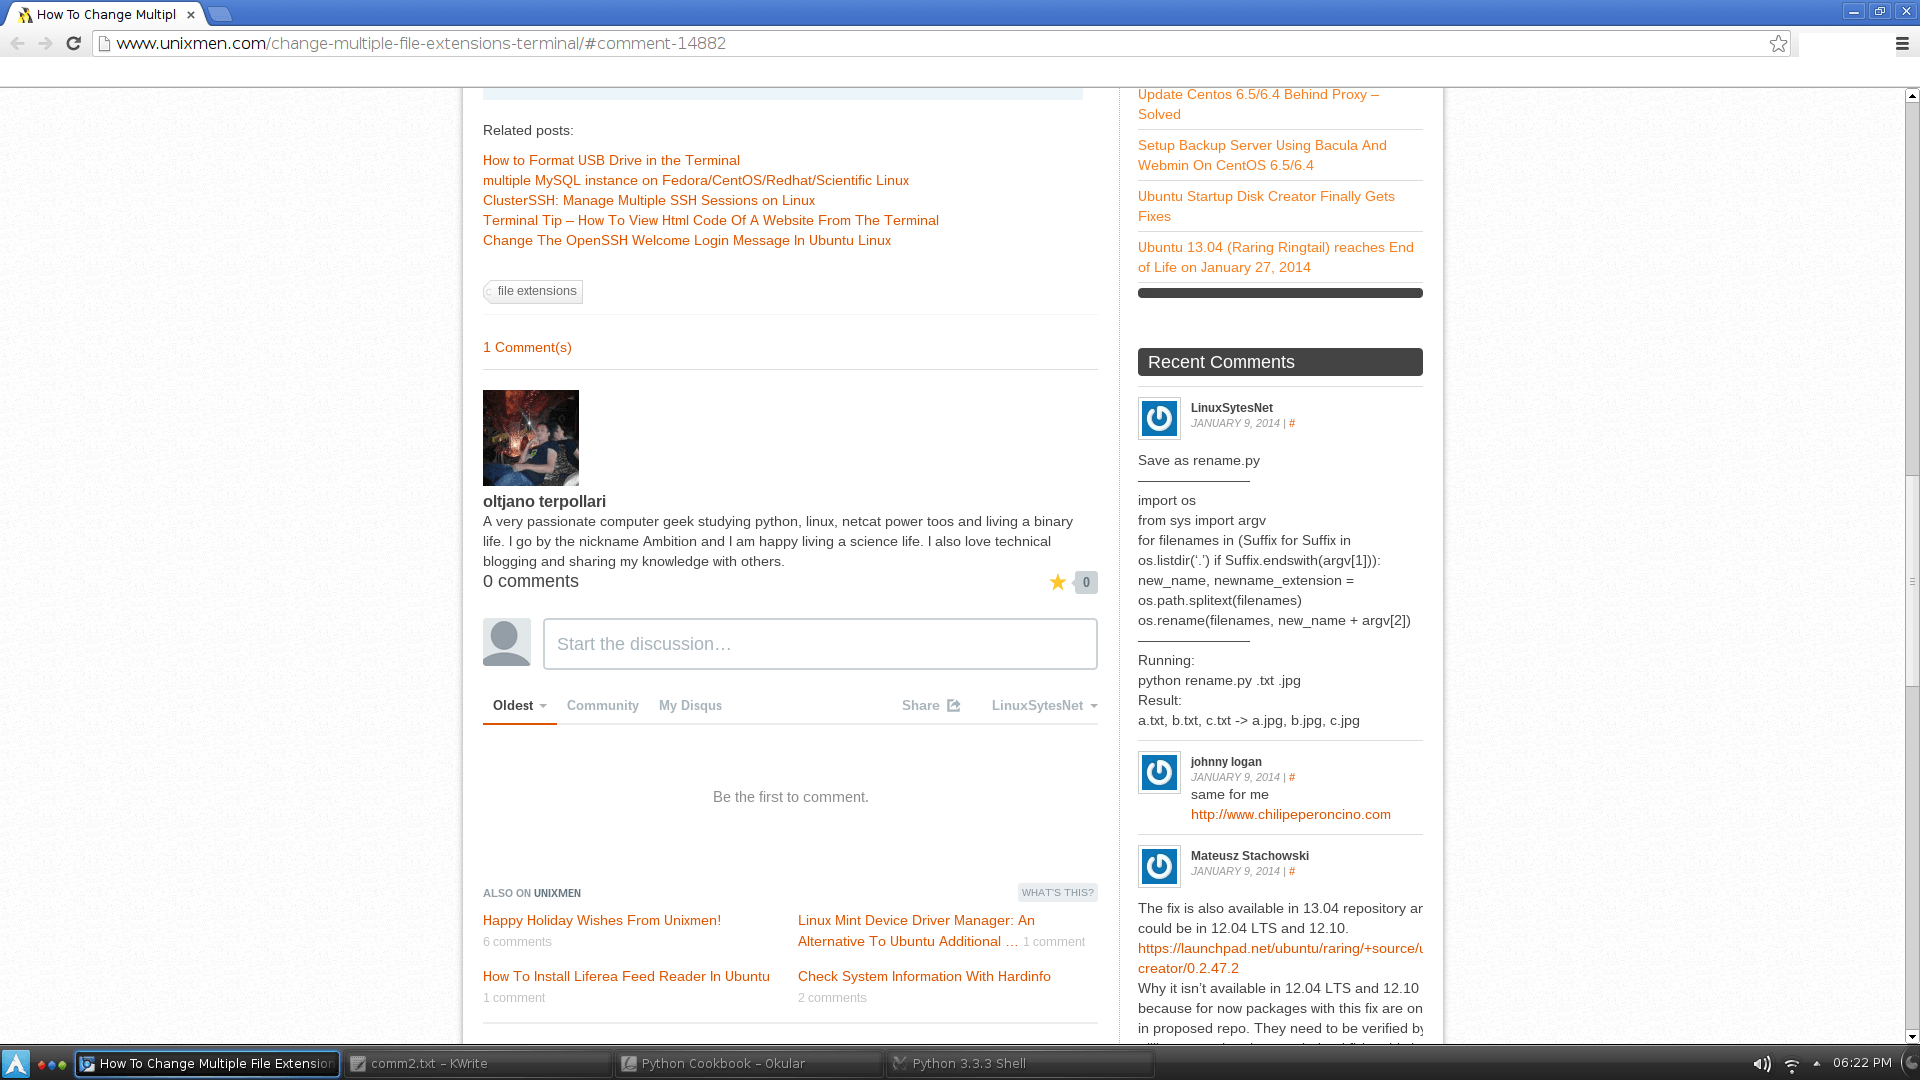 How To Change Multipl
www.unixmen.com/change-multiple-file-extensions-terminal/#comment-14882
Related posts:
How to Format USB Drive in the Terminal
multiple MySQL instance on Fedora/CentOS/Redhat/Scientific Linux
ClusterSSH: Manage Multiple SSH Sessions on Linux
Terminal Tip – How To View Html Code Of A Website From The Terminal
Change The OpenSSH Welcome Login Message In Ubuntu Linux
file extensions
1 Comment(s)
oltjano terpollari
A very passionate computer geek studying python, linux, netcat power toos and living a binary
life. I go by the nickname Ambition and I am happy living a science life. I also love technical
blogging and sharing my knowledge with others.
0 comments
0
Start the discussion…
Oldest Community My Disqus Share LinuxSytesNet
Be the first to comment.
ALSO ON UNIXMEN
WHAT'S THIS?
Happy Holiday Wishes From Unixmen!
6 comments
Linux Mint Device Driver Manager: An
Alternative To Ubuntu Additional … 1 comment
How To Install Liferea Feed Reader In Ubuntu
1 comment
Check System Information With Hardinfo
2 comments
Update Centos 6.5/6.4 Behind Proxy –
Solved
Setup Backup Server Using Bacula And
Webmin On CentOS 6.5/6.4
Ubuntu Startup Disk Creator Finally Gets
Fixes
Ubuntu 13.04 (Raring Ringtail) reaches End
of Life on January 27, 2014
Recent Comments
LinuxSytesNet
JANUARY 9, 2014 | #
Save as rename.py
————————
import os
from sys import argv
for filenames in (Suffix for Suffix in
os.listdir(‘.’) if Suffix.endswith(argv[1])):
new_name, newname_extension =
os.path.splitext(filenames)
os.rename(filenames, new_name + argv[2])
————————
Running:
python rename.py .txt .jpg
Result:
a.txt, b.txt, c.txt -> a.jpg, b.jpg, c.jpg
johnny logan
JANUARY 9, 2014 | #
same for me
http://www.chilipeperoncino.com
Mateusz Stachowski
JANUARY 9, 2014 | #
The fix is also available in 13.04 repository an
could be in 12.04 LTS and 12.10.
https://launchpad.net/ubuntu/raring/+source/u
creator/0.2.47.2
Why it isn’t available in 12.04 LTS and 12.10
because for now packages with this fix are on
in proposed repo. They need to be verified by
How To Change Multiple File Extension
comm2.txt – KWrite
Python Cookbook – Okular
Python 3.3.3 Shell
06:22 PM